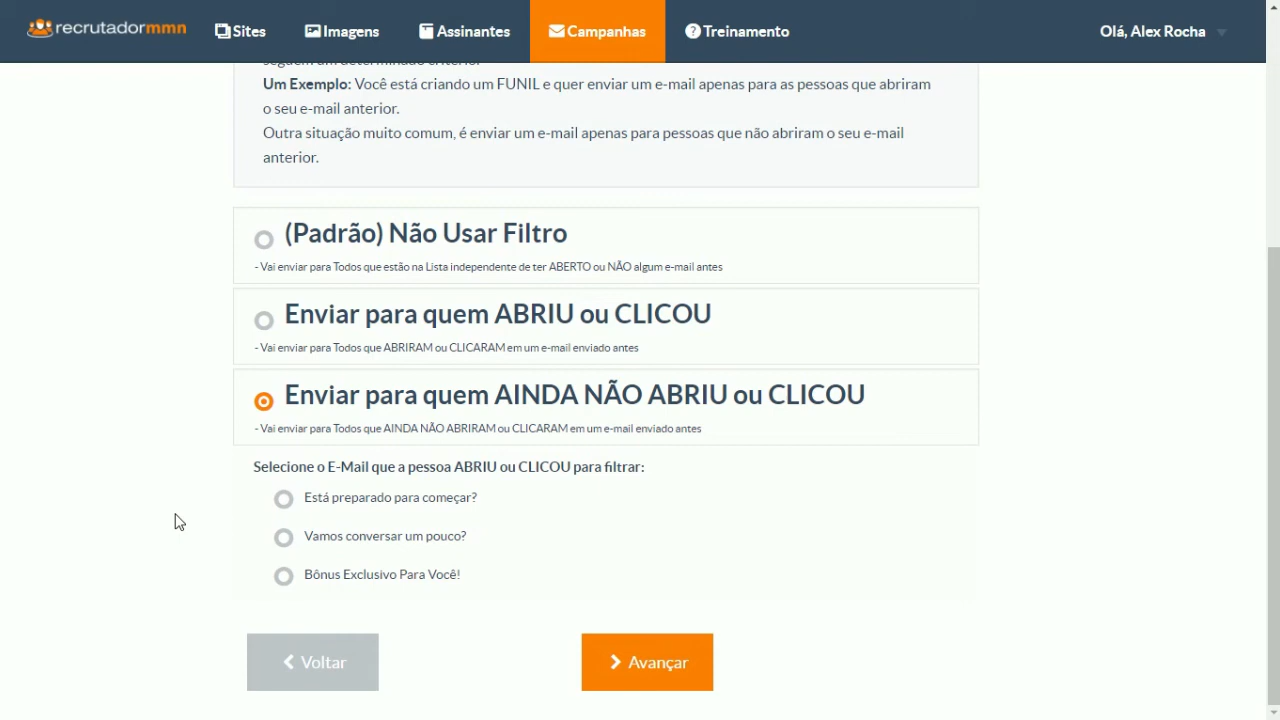 recrutadormmn Sites Imagens Assinantes Campanhas Treinamento Olá, Alex Rocha
seguem um determinado critério.
Um Exemplo: Você está criando um FUNIL e quer enviar um e-mail apenas para as pessoas que abriram
o seu e-mail anterior.
Outra situação muito comum, é enviar um e-mail apenas para pessoas que não abriram o seu e-mail
anterior.
(Padrão) Não Usar Filtro
- Vai enviar para Todos que estão na Lista independente de ter ABERTO ou NÃO algum e-mail antes
Enviar para quem ABRIU ou CLICOU
- Vai enviar para Todos que ABRIRAM ou CLICARAM em um e-mail enviado antes
Enviar para quem AINDA NÃO ABRIU ou CLICOU
- Vai enviar para Todos que AINDA NÃO ABRIRAM ou CLICARAM em um e-mail enviado antes
Selecione o E-Mail que a pessoa ABRIU ou CLICOU para filtrar:
Está preparado para começar?
Vamos conversar um pouco?
Bônus Exclusivo Para Você!
Voltar Avançar